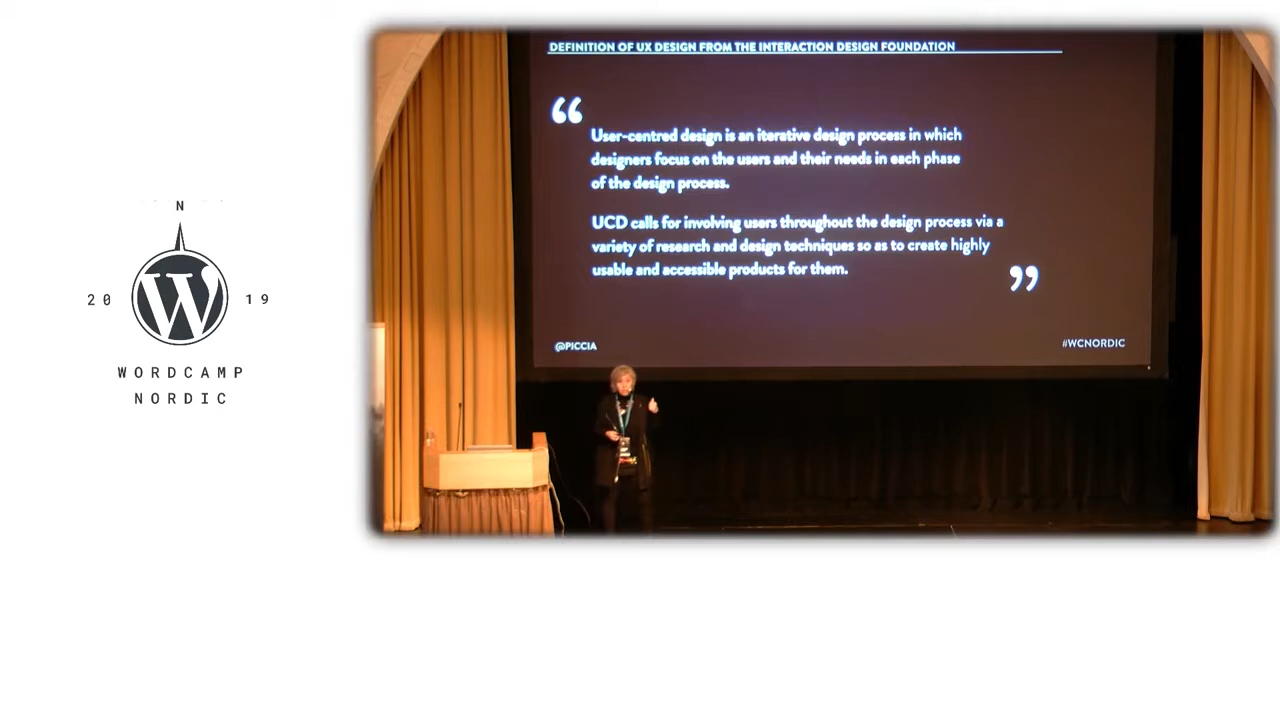 N
20 19
WORDCAMP
NORDIC
DEFINITION OF UX DESIGN FROM THE INTERACTION DESIGN FOUNDATION
“
User-centred design is an iterative design process in which
designers focus on the users and their needs in each phase
of the design process.
UCD calls for involving users throughout the design process via a
variety of research and design techniques so as to create highly
usable and accessible products for them.
”
@PICCIA
#WCNORDIC